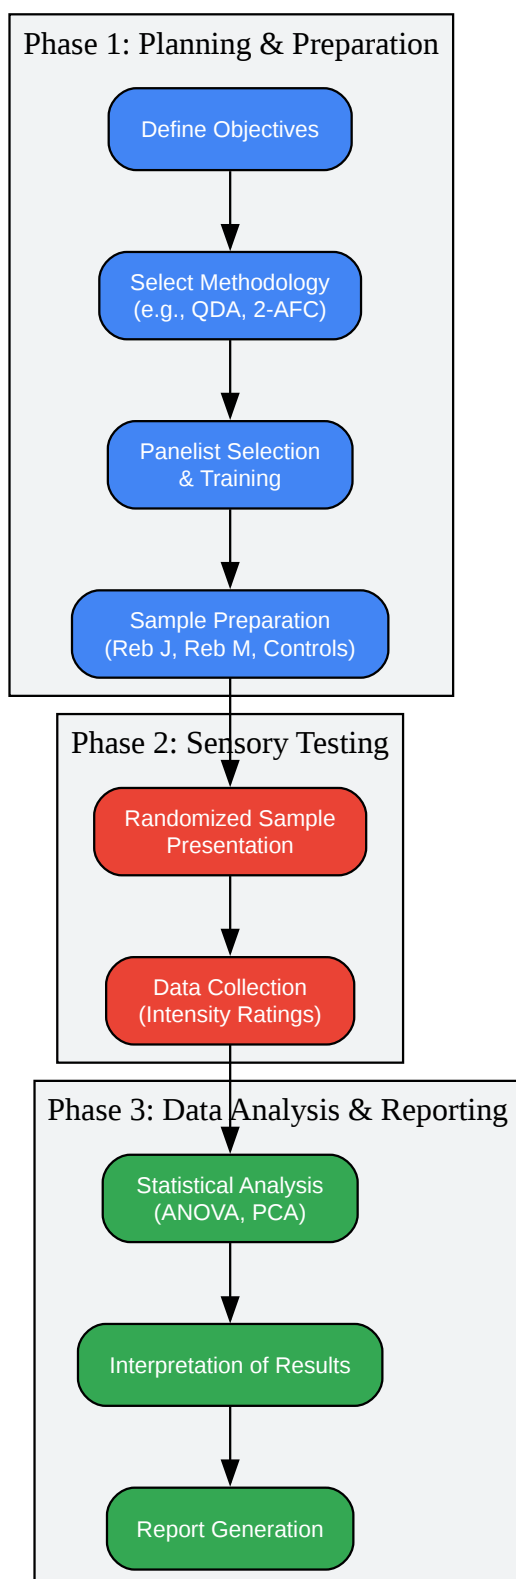 Phase 1: Planning & Preparation
Define Objectives
Select Methodology
(e.g., QDA, 2-AFC)
Panelist Selection
& Training
Sample Preparation
(Reb J, Reb M, Controls)
Phase 2: Sensory Testing
Randomized Sample
Presentation
Data Collection
(Intensity Ratings)
Phase 3: Data Analysis & Reporting
Statistical Analysis
(ANOVA, PCA)
Interpretation of Results
Report Generation